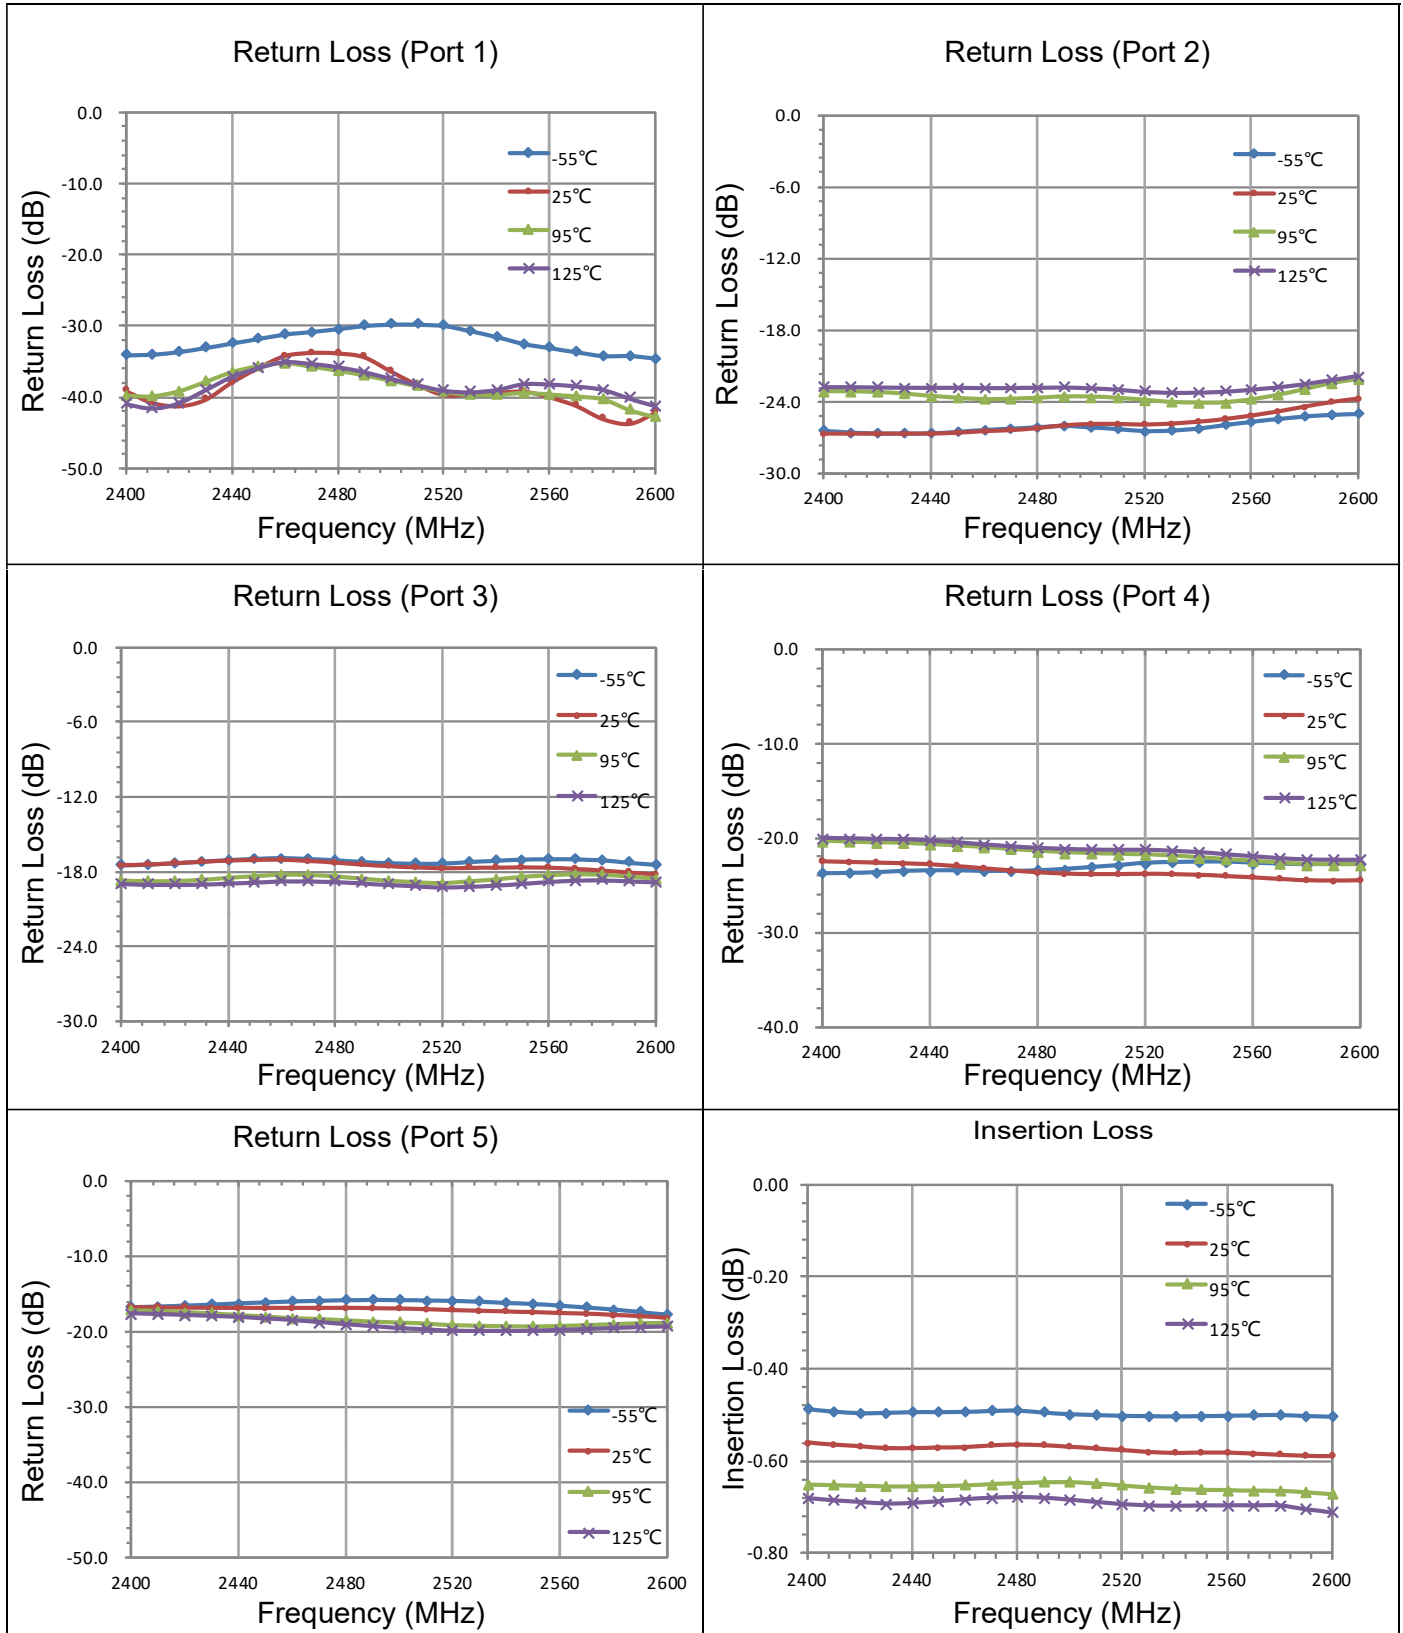 Return Loss (Port 1)
Return Loss (dB)
0.0
-10.0
-20.0
-30.0
-40.0
-50.0
-55℃
25℃
95℃
125℃
2400 2440 2480 2520 2560 2600
Frequency (MHz)
Return Loss (Port 2)
Return Loss (dB)
0.0
-6.0
-12.0
-18.0
-24.0
-30.0
-55℃
25℃
95℃
125℃
2400 2440 2480 2520 2560 2600
Frequency (MHz)
Return Loss (Port 3)
Return Loss (dB)
0.0
-6.0
-12.0
-18.0
-24.0
-30.0
-55℃
25℃
95℃
125℃
2400 2440 2480 2520 2560 2600
Frequency (MHz)
Return Loss (Port 4)
Return Loss (dB)
0.0
-10.0
-20.0
-30.0
-40.0
-55℃
25℃
95℃
125℃
2400 2440 2480 2520 2560 2600
Frequency (MHz)
Return Loss (Port 5)
Return Loss (dB)
0.0
-10.0
-20.0
-30.0
-40.0
-50.0
-55℃
25℃
95℃
125℃
2400 2440 2480 2520 2560 2600
Frequency (MHz)
Insertion Loss
Insertion Loss (dB)
0.00
-0.20
-0.40
-0.60
-0.80
-55℃
25℃
95℃
125℃
2400 2440 2480 2520 2560 2600
Frequency (MHz)